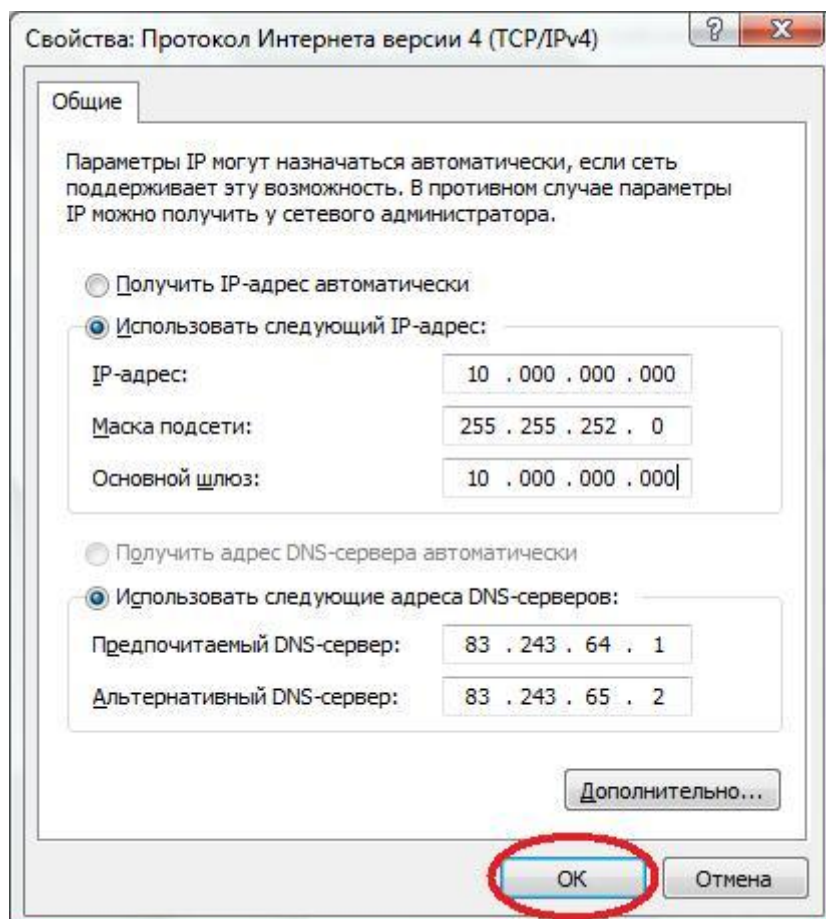 Свойства: Протокол Интернета версии 4 (TCP/IPv4)
?
X
Общие
Параметры IP могут назначаться автоматически, если сеть
поддерживает эту возможность. В противном случае параметры
IP можно получить у сетевого администратора.
Получить IP-адрес автоматически
Использовать следующий IP-адрес:
IP-адрес: 10 . 000 . 000 . 000
Маска подсети: 255 . 255 . 252 . 0
Основной шлюз: 10 . 000 . 000 . 000
Получить адрес DNS-сервера автоматически
Использовать следующие адреса DNS-серверов:
Предпочитаемый DNS-сервер: 83 . 243 . 64 . 1
Альтернативный DNS-сервер: 83 . 243 . 65 . 2
Дополнительно...
ОК Отмена